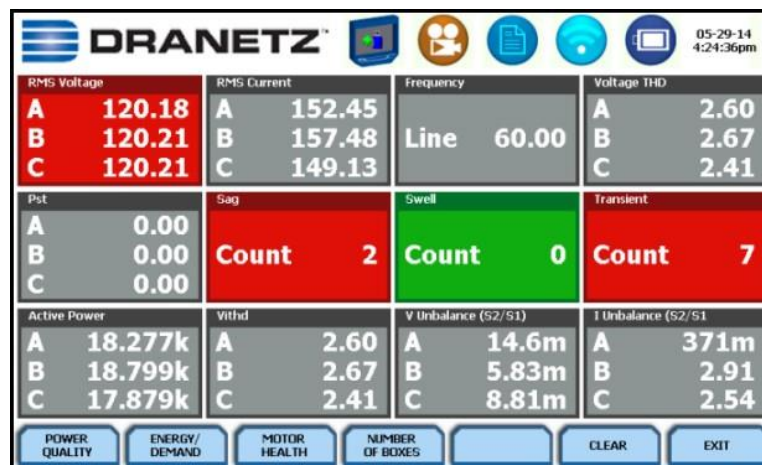 DRANETZ
05-29-14
4:24:36pm
RMS Voltage
A 120.18
B 120.21
C 120.21
RMS Current
A 152.45
B 157.48
C 149.13
Frequency
Line 60.00
Voltage THD
A 2.60
B 2.67
C 2.41
Pst
A 0.00
B 0.00
C 0.00
Sag
Count 2
Swell
Count 0
Transient
Count 7
Active Power
A 18.277k
B 18.799k
C 17.879k
Vithd
A 2.60
B 2.67
C 2.41
V Unbalance (S2/S1)
A 14.6m
B 5.83m
C 8.81m
I Unbalance (S2/S1
A 371m
B 2.91
C 2.54
POWER
QUALITY
ENERGY/
DEMAND
MOTOR
HEALTH
NUMBER
OF BOXES
CLEAR
EXIT